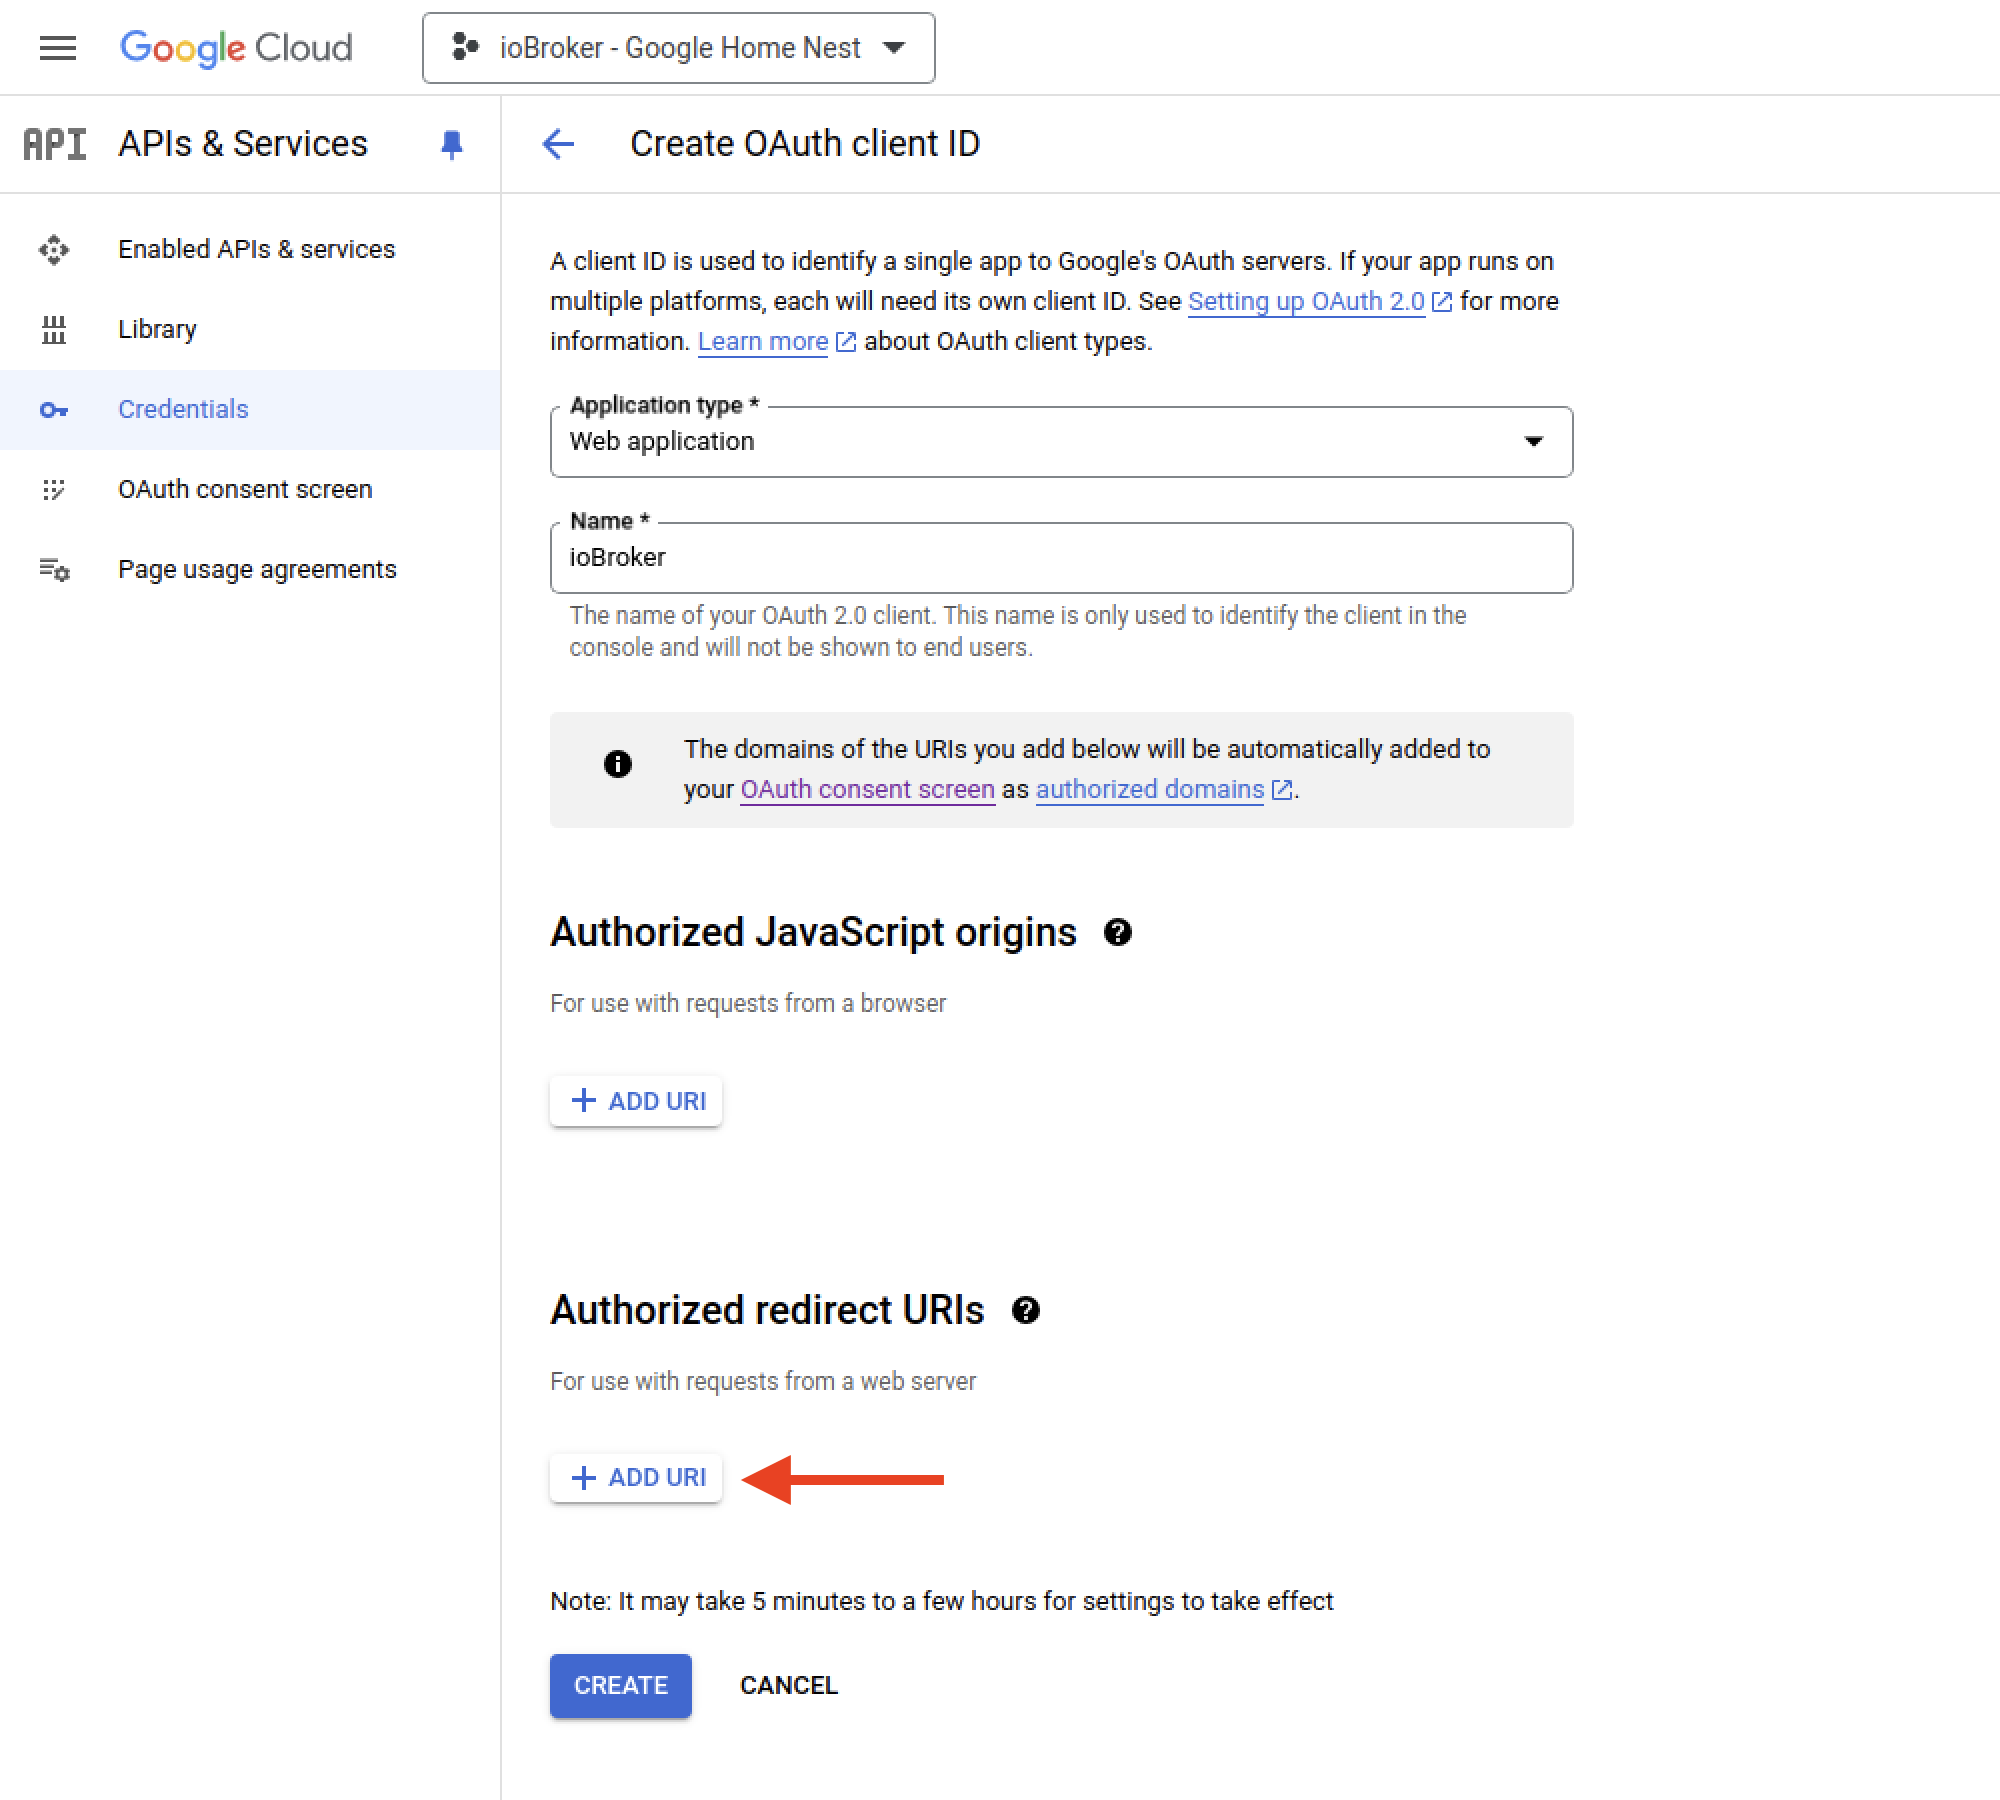 Google Cloud
ioBroker - Google Home Nest
API
APIs & Services
Create OAuth client ID
Enabled APIs & services
Library
Credentials
OAuth consent screen
Page usage agreements
A client ID is used to identify a single app to Google's OAuth servers. If your app runs on
multiple platforms, each will need its own client ID. See Setting up OAuth 2.0 for more
information. Learn more about OAuth client types.
Application type *
Web application
Name *
ioBroker
The name of your OAuth 2.0 client. This name is only used to identify the client in the
console and will not be shown to end users.
The domains of the URIs you add below will be automatically added to
your OAuth consent screen as authorized domains.
Authorized JavaScript origins
For use with requests from a browser
+ ADD URI
Authorized redirect URIs
For use with requests from a web server
+ ADD URI
Note: It may take 5 minutes to a few hours for settings to take effect
CREATE
CANCEL